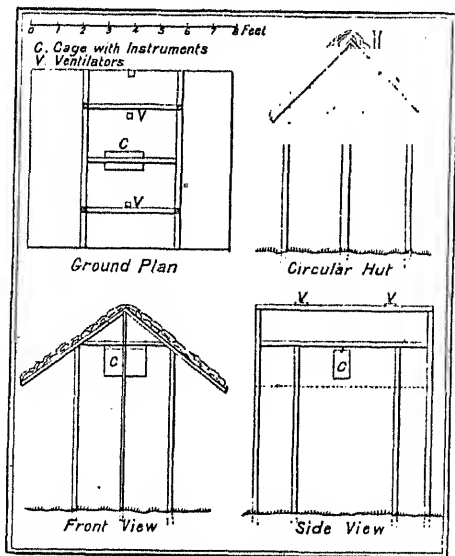 0 1 2 3 4 5 6 7 8 Feet
C. Cage with Instruments
V. Ventilators
V
C
V
Ground Plan
Circular Hut
C
Front View
V. V.
C
Side View